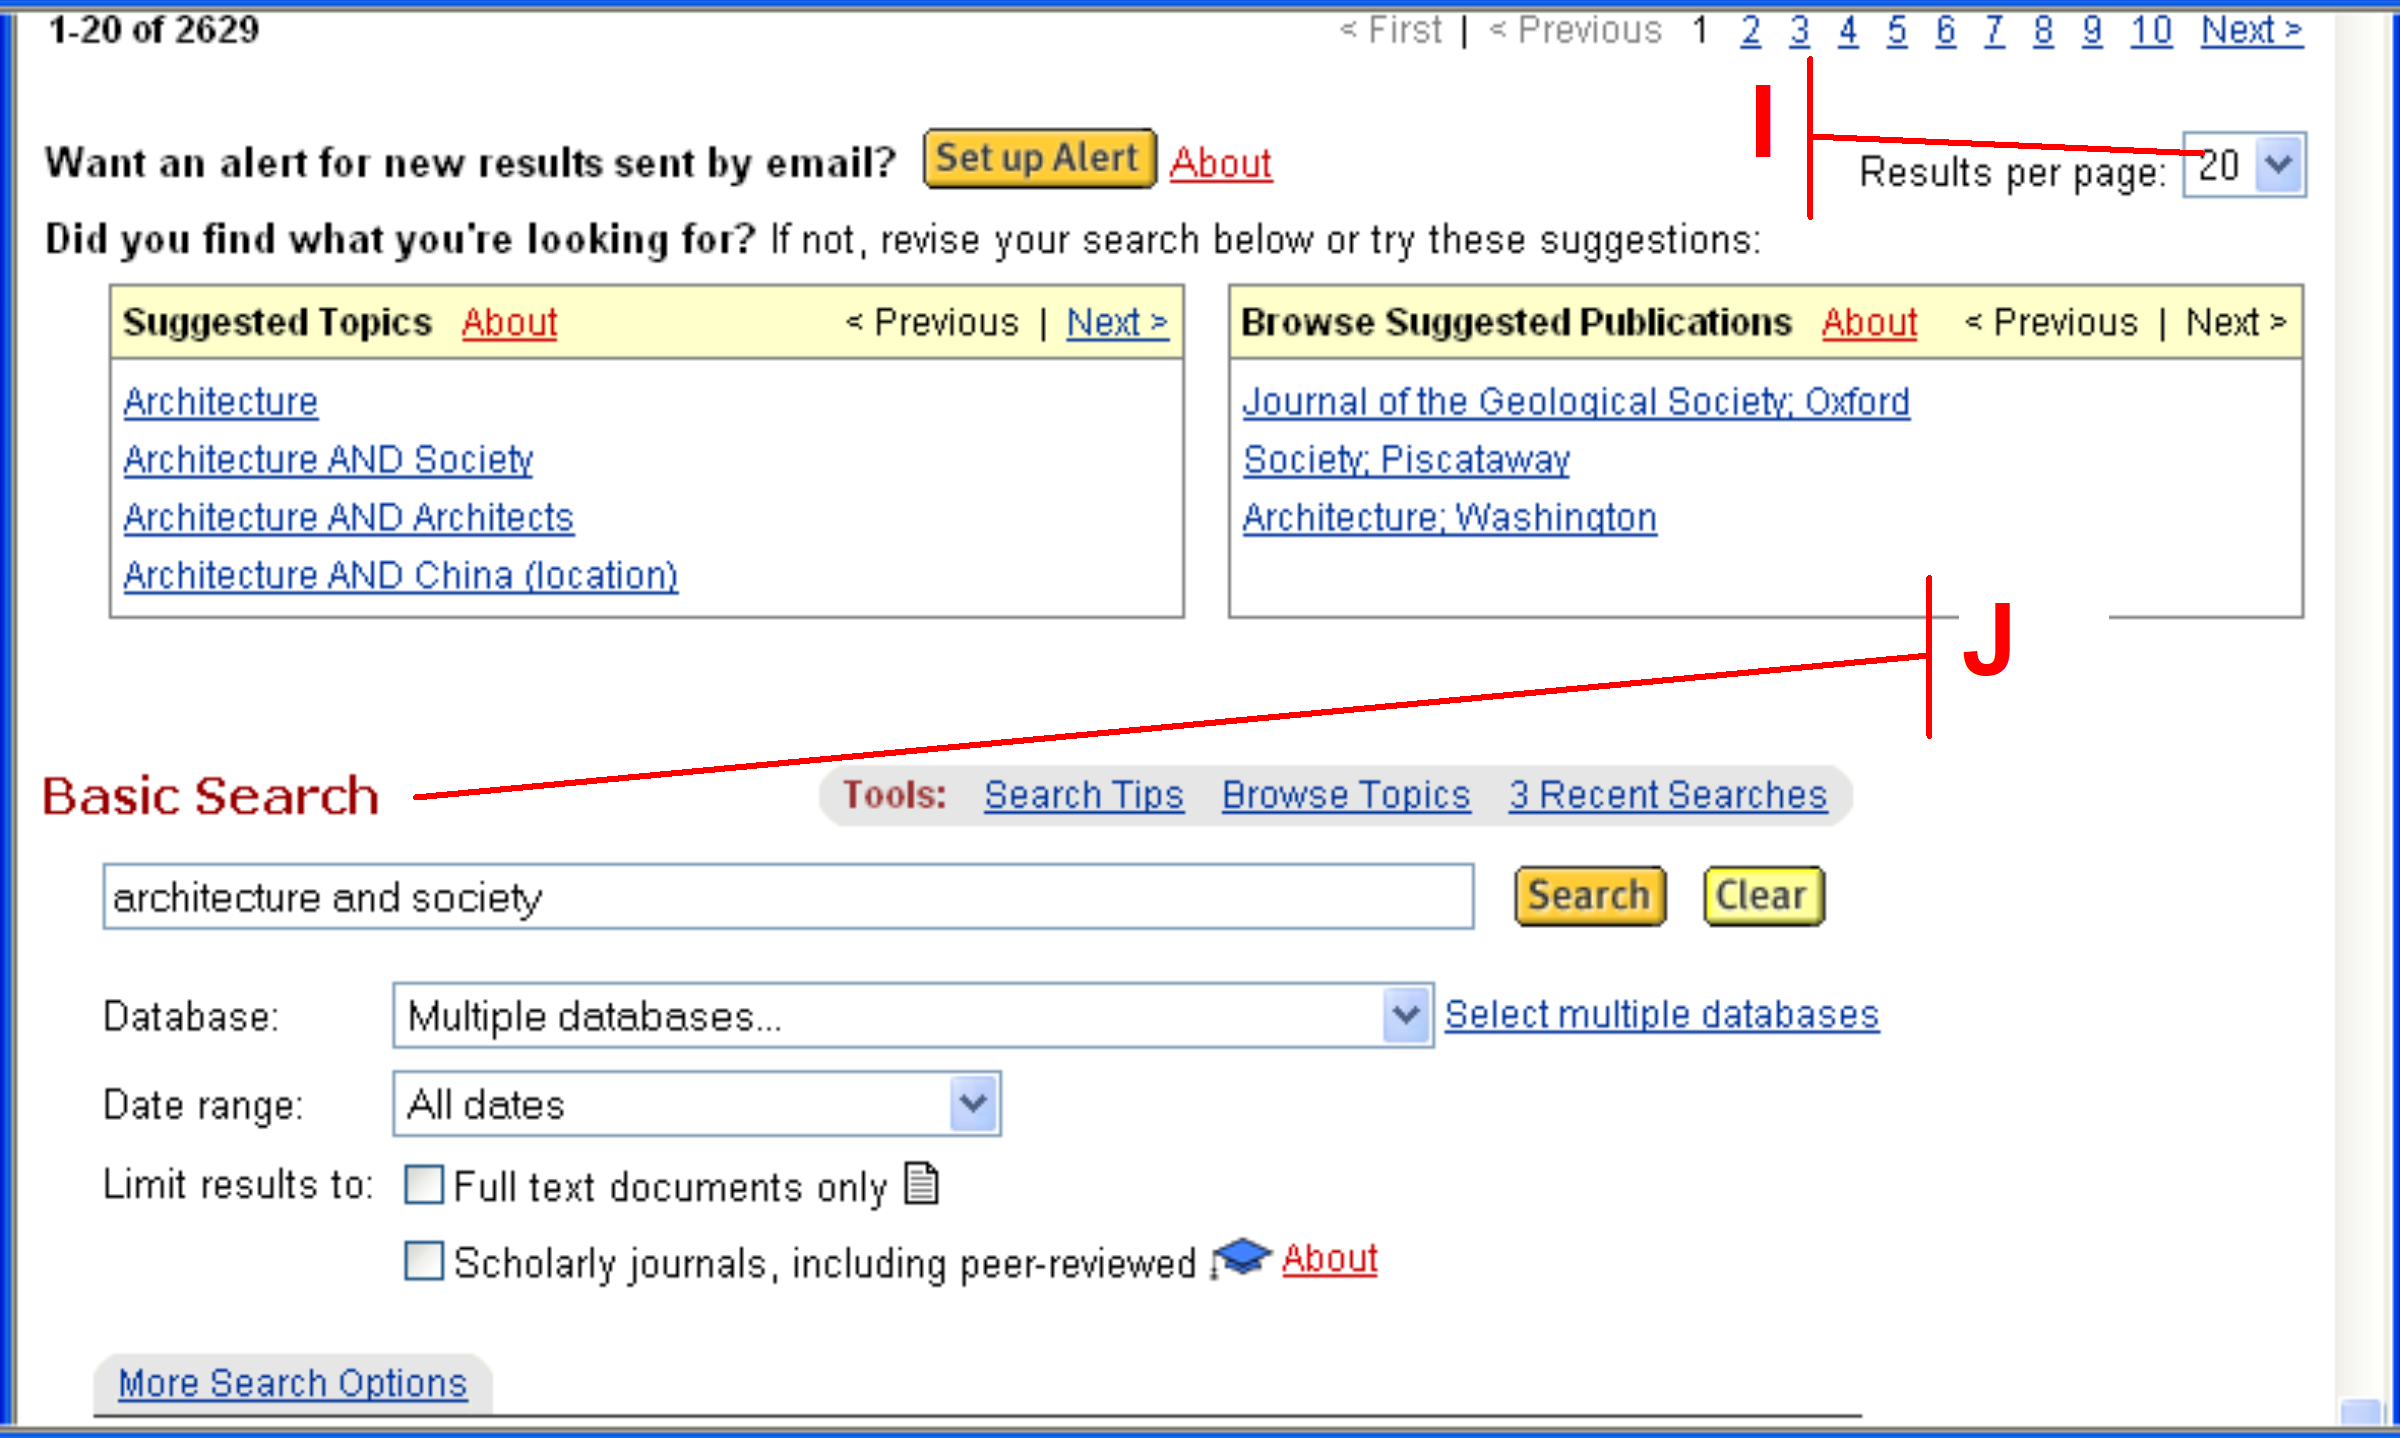 1-20 of 2629 < First | < Previous 1 2 3 4 5 6 7 8 9 10 Next >
I
Want an alert for new results sent by email? Set up Alert About Results per page: 20
Did you find what you're looking for? If not, revise your search below or try these suggestions:
Suggested Topics About < Previous | Next >
Architecture
Architecture AND Society
Architecture AND Architects
Architecture AND China (location)
Browse Suggested Publications About < Previous | Next >
Journal of the Geological Society; Oxford
Society; Piscataway
Architecture; Washington
J
Basic Search Tools: Search Tips Browse Topics 3 Recent Searches
architecture and society Search Clear
Database: Multiple databases... Select multiple databases
Date range: All dates
Limit results to: Full text documents only
Scholarly journals, including peer-reviewed About
More Search Options